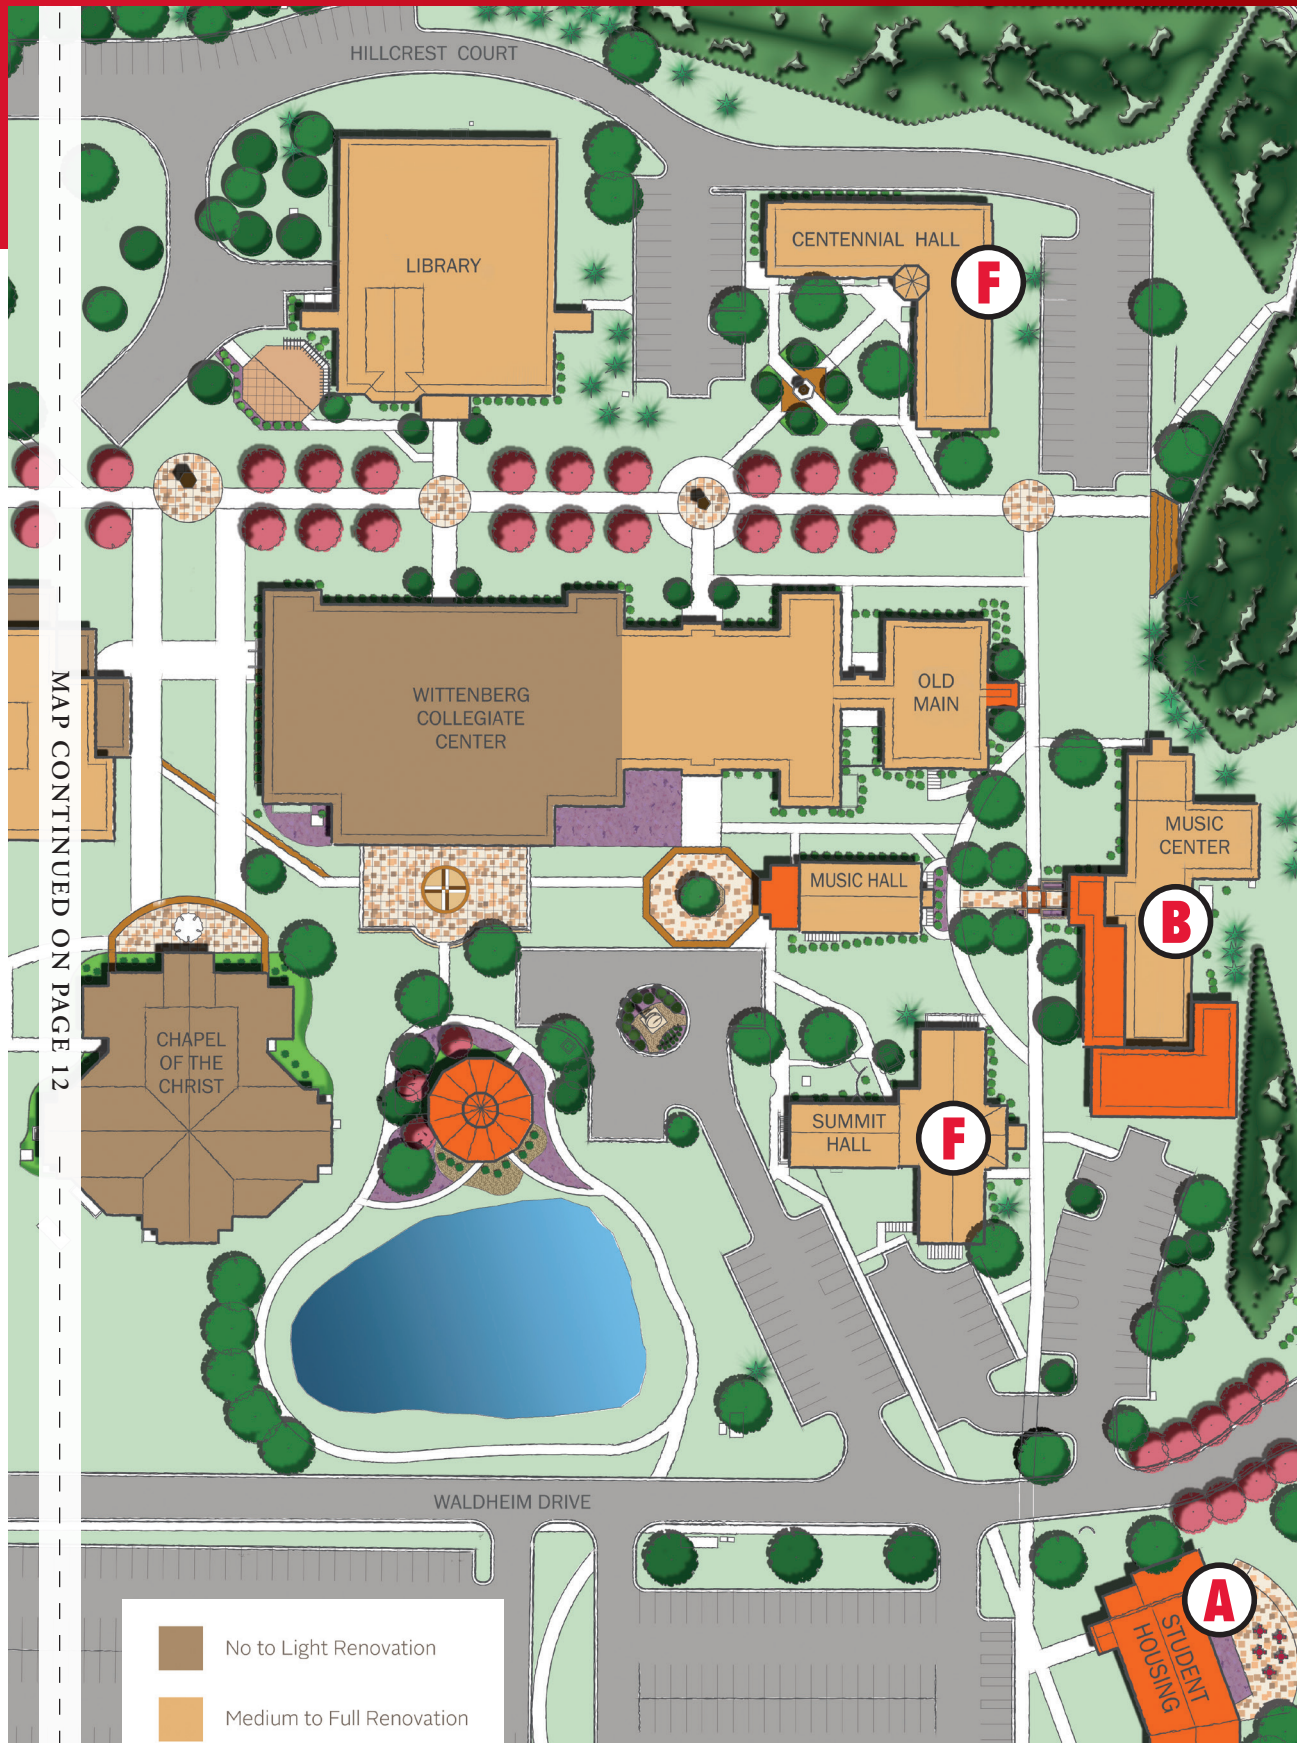 HILLCREST COURT
LIBRARY
CENTENNIAL HALL
F
WITTENBERG
COLLEGIATE
CENTER
OLD
MAIN
MAP CONTINUED ON PAGE 12
MUSIC
CENTER
MUSIC HALL
B
CHAPEL
OF THE
CHRIST
SUMMIT
HALL
F
WALDHEIM DRIVE
A
STUDENT
HOUSING
No to Light Renovation
Medium to Full Renovation